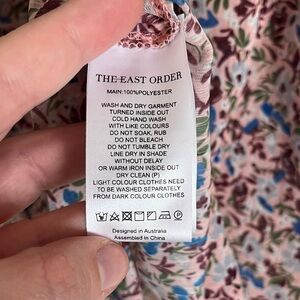 THE EAST ORDER
MAIN:100%POLYESTER
WASH AND DRY GARMENT
TURNED INSIDE OUT
COLD HAND WASH
WITH LIKE COLOURS
DO NOT SOAK, RUB
DO NOT BLEACH
DO NOT TUMBLE DRY
LINE DRY IN SHADE
WITHOUT DELAY
OR WARM IRON INSIDE OUT
DRY CLEAN (P)
LIGHT COLOUR CLOTHES NEED
TO BE WASHED SEPARATELY
FROM DARK COLOUR CLOTHES
Designed in Australia
Assembled in China